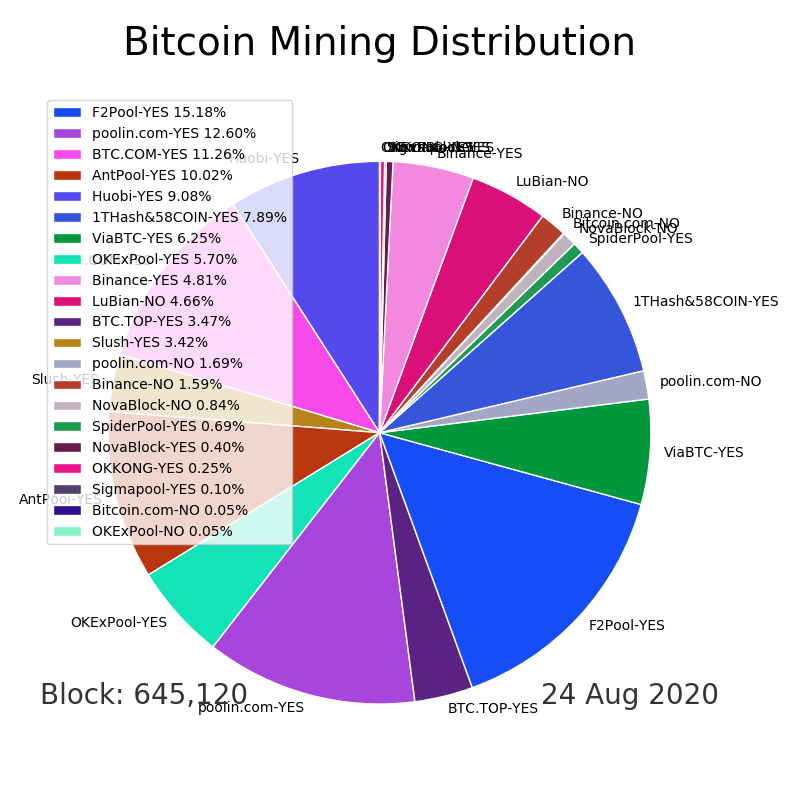 Bitcoin Mining Distribution
F2Pool-YES 15.18%
poolin.com-YES 12.60%
BTC.COM-YES 11.26%
AntPool-YES 10.02%
Huobi-YES 9.08%
1THash&58COIN-YES 7.89%
ViaBTC-YES 6.25%
OKExPool-YES 5.70%
Binance-YES 4.81%
LuBian-NO 4.66%
BTC.TOP-YES 3.47%
Slush-YES 3.42%
poolin.com-NO 1.69%
Binance-NO 1.59%
NovaBlock-NO 0.84%
SpiderPool-YES 0.69%
NovaBlock-YES 0.40%
OKKONG-YES 0.25%
Sigmapool-YES 0.10%
Bitcoin.com-NO 0.05%
OKExPool-NO 0.05%
Huobi-YES
Binance-YES
LuBian-NO
Binance-NO
Bitcoin.com-NO
NovaBlock-NO
SpiderPool-YES
1THash&58COIN-YES
poolin.com-NO
ViaBTC-YES
F2Pool-YES
BTC.TOP-YES
poolin.com-YES
OKExPool-YES
AntPool-YES
Slush-YES
Block: 645,120
24 Aug 2020